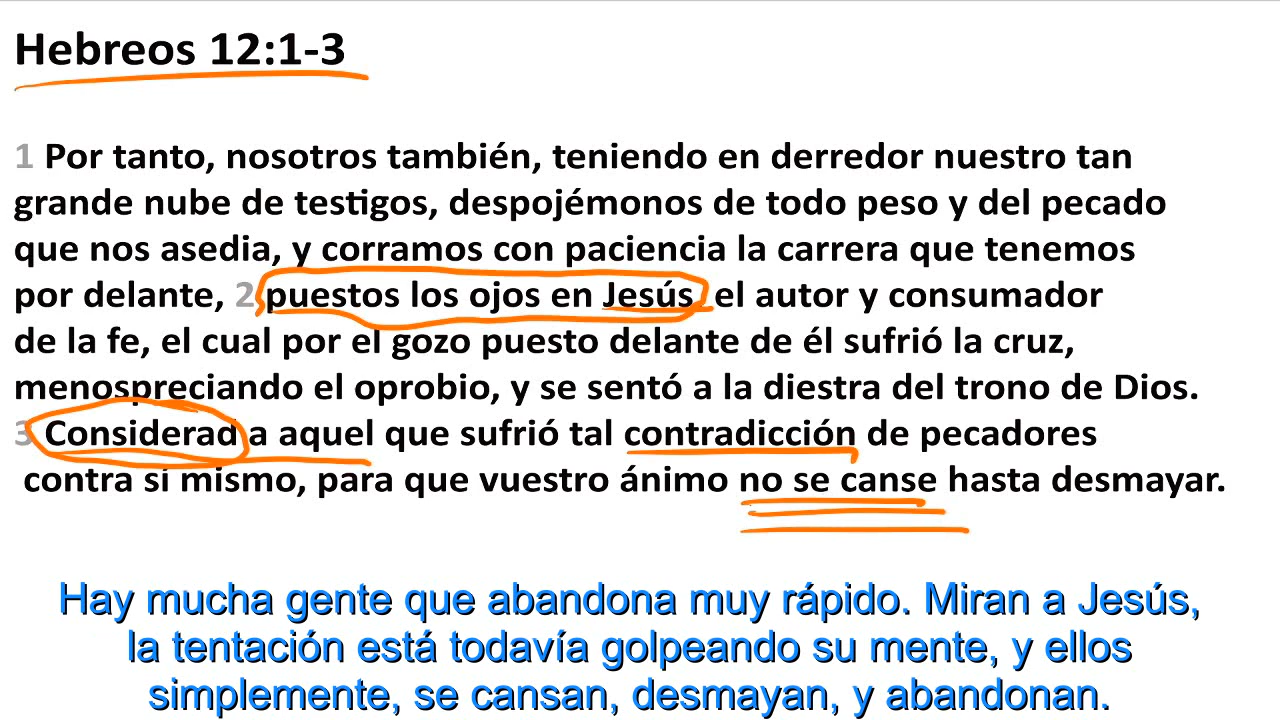 Hebreos 12:1-3
1 Por tanto, nosotros también, teniendo en derredor nuestro tan
grande nube de testigos, despojémonos de todo peso y del pecado
que nos asedia, y corramos con paciencia la carrera que tenemos
por delante, 2 puestos los ojos en Jesús, el autor y consumador
de la fe, el cual por el gozo puesto delante de él sufrió la cruz,
menospreciando el oprobio, y se sentó a la diestra del trono de Dios.
3 Considerad a aquel que sufrió tal contradicción de pecadores
contra sí mismo, para que vuestro ánimo no se canse hasta desmayar.
Hay mucha gente que abandona muy rápido. Miran a Jesús,
la tentación está todavía golpeando su mente, y ellos
simplemente, se cansan, desmayan, y abandonan.